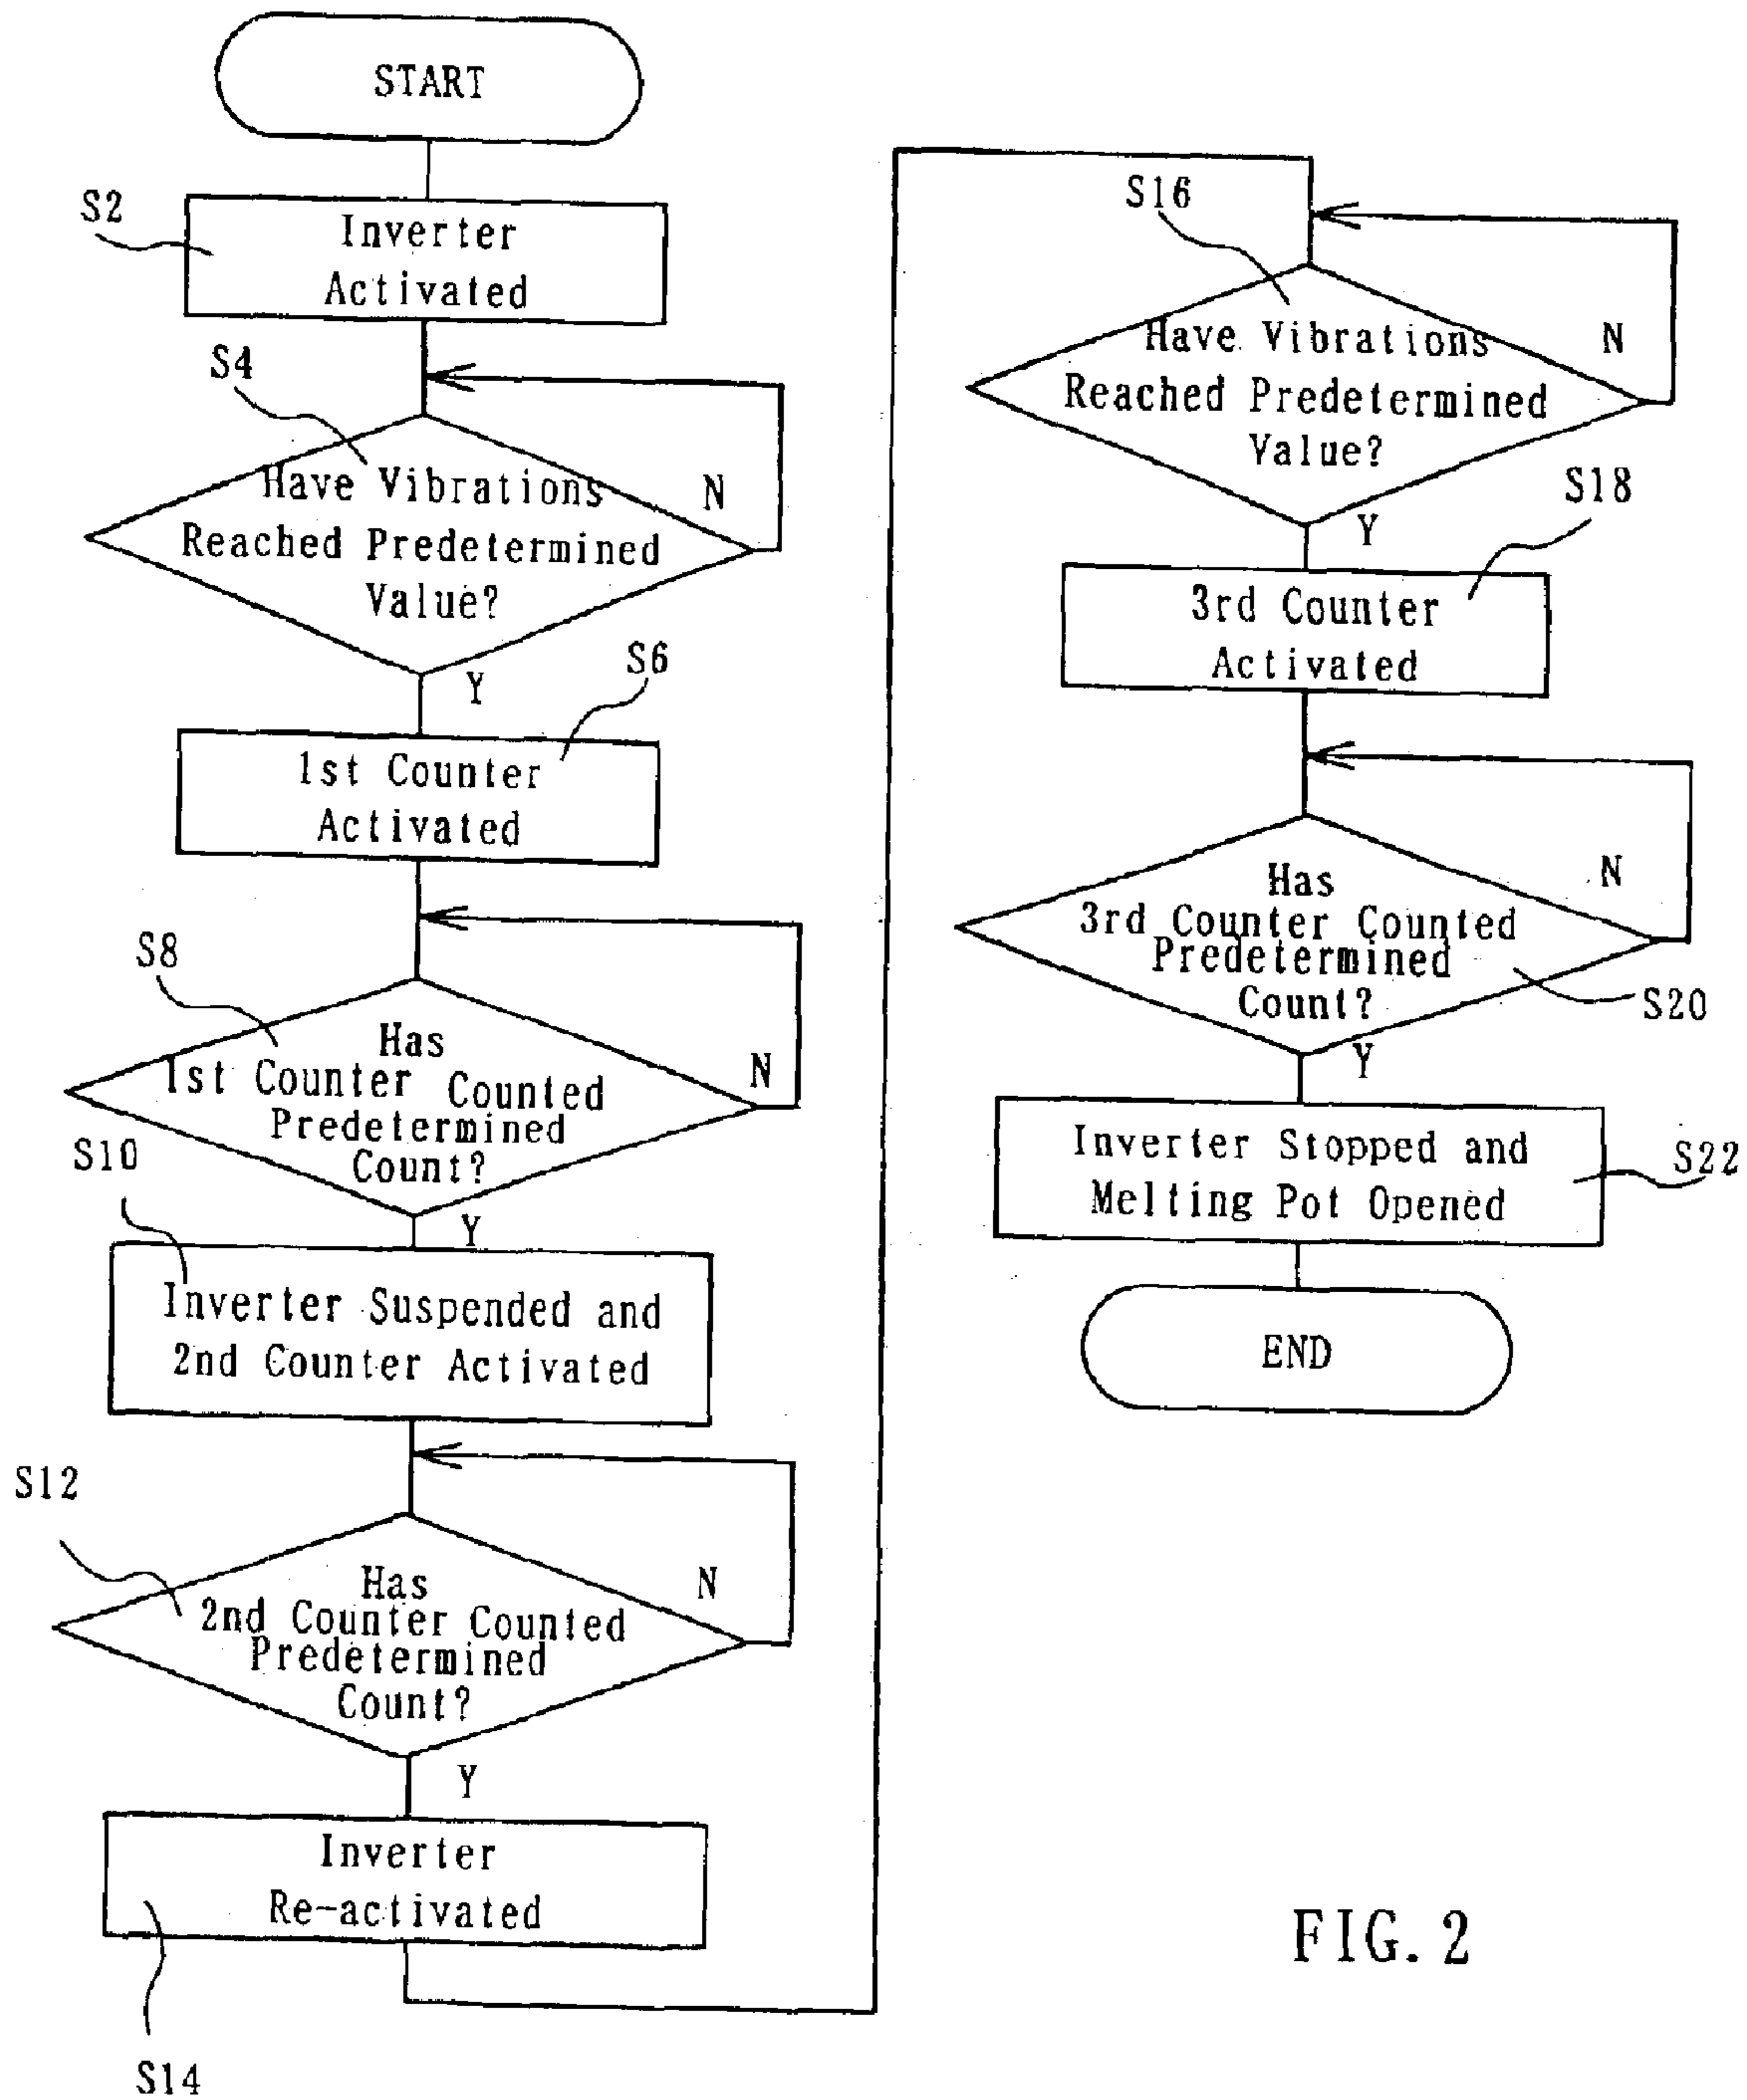 START
S2
Inverter
Activated
S4
Have Vibrations
Reached Predetermined
Value?
N
Y
S6
1st Counter
Activated
S8
Has
1st Counter Counted
Predetermined
Count?
N
Y
S10
Inverter Suspended and
2nd Counter Activated
S12
Has
2nd Counter Counted
Predetermined
Count?
N
Y
Inverter
Re-activated
S14
S16
Have Vibrations
Reached Predetermined
Value?
N
Y
S18
3rd Counter
Activated
Has
3rd Counter Counted
Predetermined
Count?
N
S20
Y
Inverter Stopped and
Melting Pot Opened
S22
END
FIG. 2